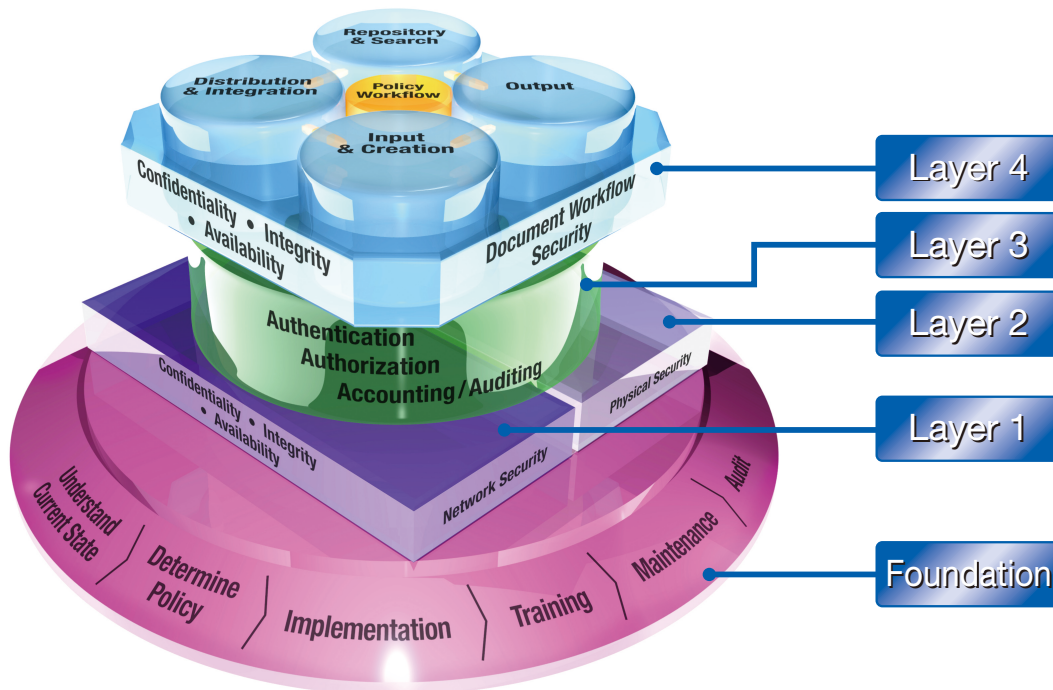 Repository
& Search
Distribution
& Integration
Policy
Workflow
Output
Input
& Creation
Confidentiality • Integrity
• Availability
Document Workflow
Security
Layer 4
Layer 3
Layer 2
Layer 1
Foundation
Authentication
Authorization
Accounting/Auditing
Confidentiality • Integrity
• Availability
Network Security
Physical Security
Understand
Current State
Determine
Policy
Implementation
Training
Maintenance
Audit